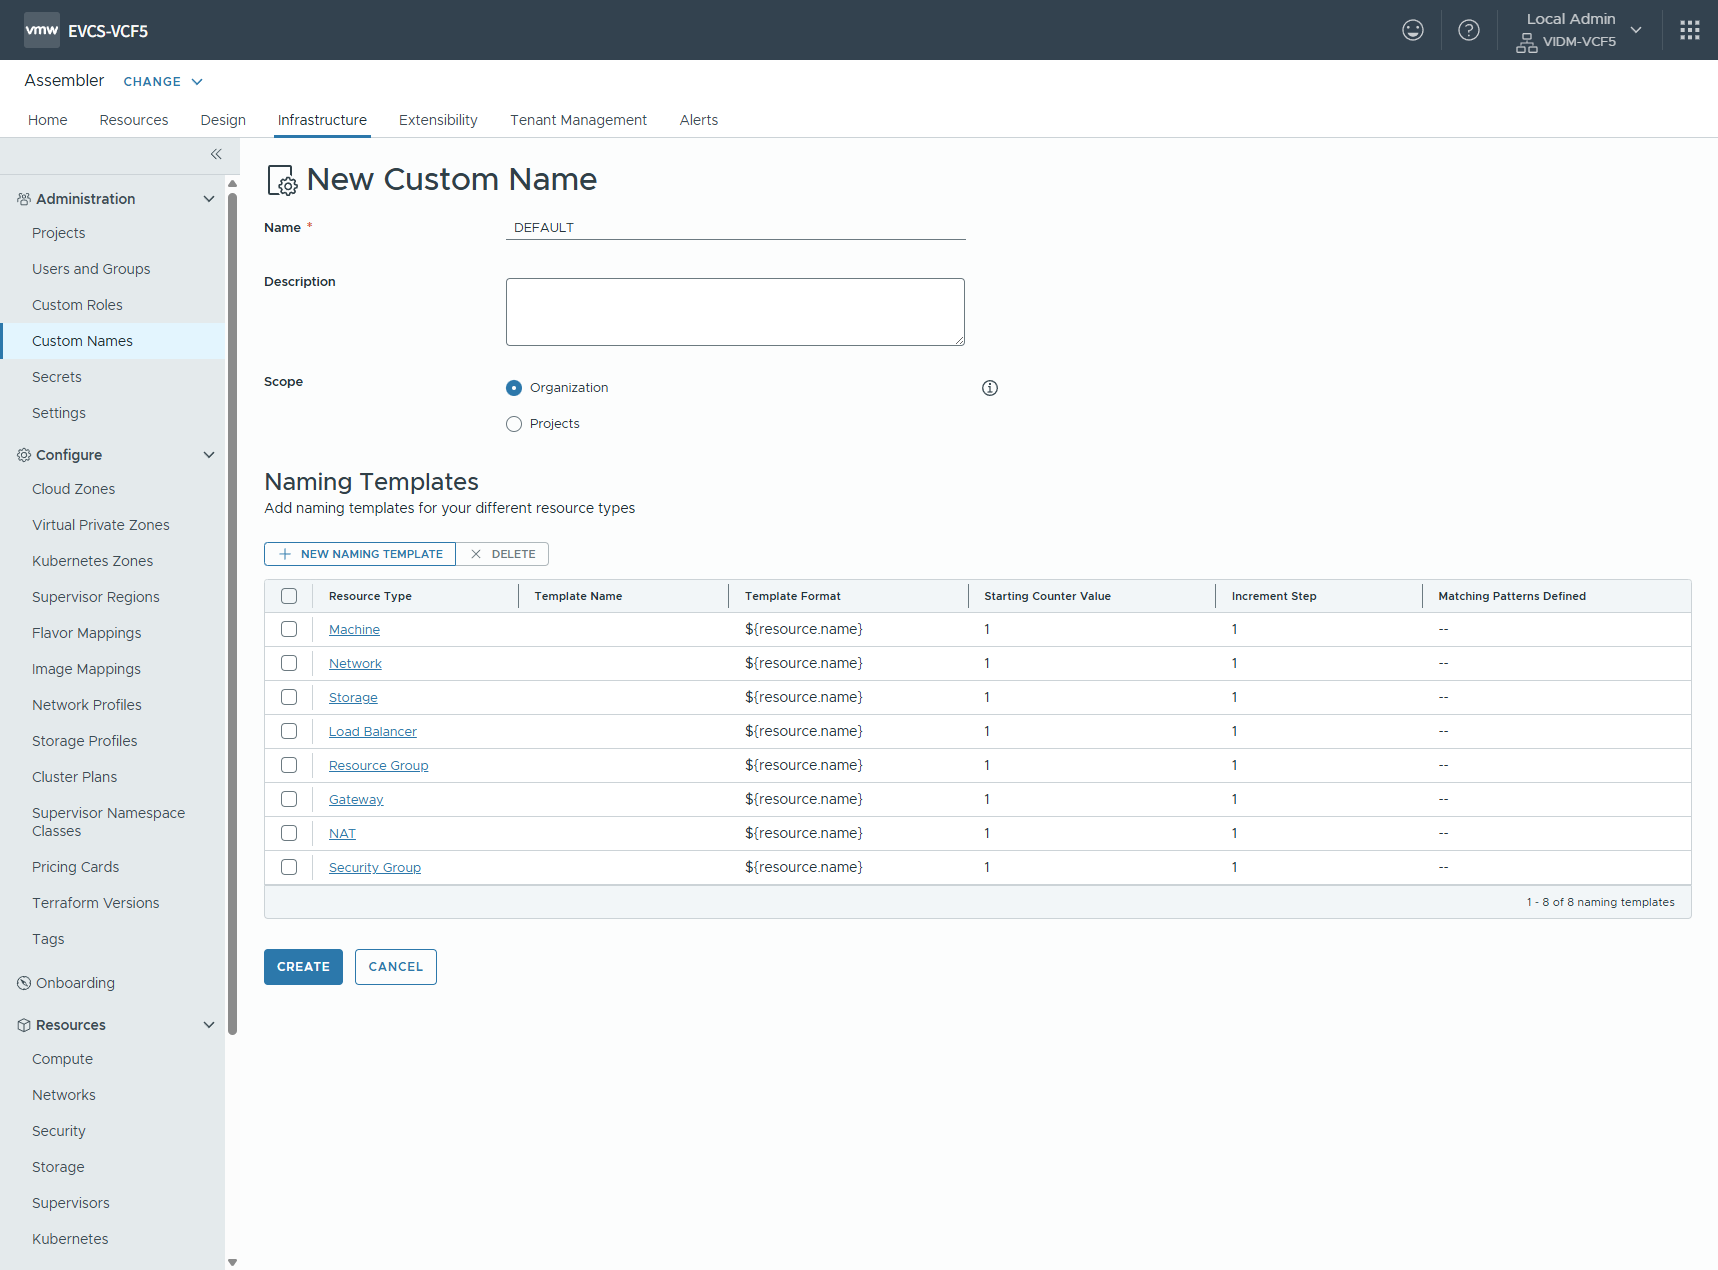 vmw EVCS-VCF5
Local Admin
VIDM-VCF5
Assembler CHANGE
Home Resources Design Infrastructure Extensibility Tenant Management Alerts
Administration
Projects
Users and Groups
Custom Roles
Custom Names
Secrets
Settings
Configure
Cloud Zones
Virtual Private Zones
Kubernetes Zones
Supervisor Regions
Flavor Mappings
Image Mappings
Network Profiles
Storage Profiles
Cluster Plans
Supervisor Namespace
Classes
Pricing Cards
Terraform Versions
Tags
Onboarding
Resources
Compute
Networks
Security
Storage
Supervisors
Kubernetes
New Custom Name
Name * DEFAULT
Description
Scope Organization
Projects
Naming Templates
Add naming templates for your different resource types
NEW NAMING TEMPLATE DELETE
Resource Type Template Name Template Format Starting Counter Value Increment Step Matching Patterns Defined
Machine ${resource.name} 1 1 --
Network ${resource.name} 1 1 --
Storage ${resource.name} 1 1 --
Load Balancer ${resource.name} 1 1 --
Resource Group ${resource.name} 1 1 --
Gateway ${resource.name} 1 1 --
NAT ${resource.name} 1 1 --
Security Group ${resource.name} 1 1 --
1 - 8 of 8 naming templates
CREATE CANCEL